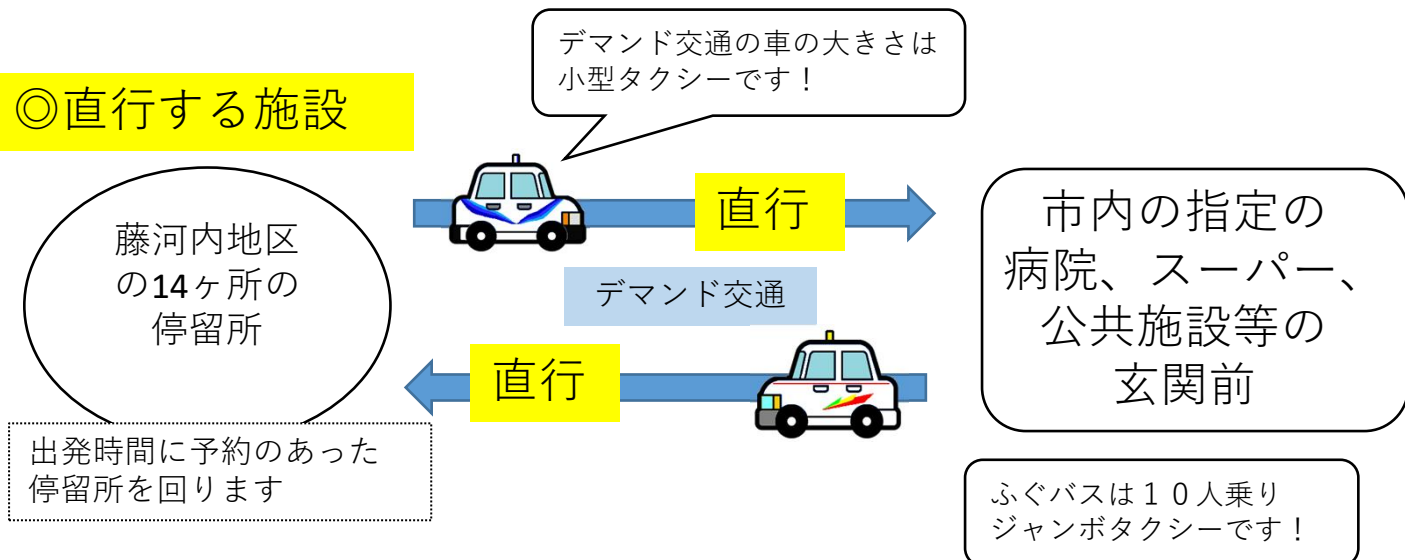 デマンド交通の車の大きさは
小型タクシーです！
◎直行する施設
直行
藤河内地区
の14ヶ所の
停留所
市内の指定の
病院、スーパー、
公共施設等の
玄関前
デマンド交通
直行
出発時間に予約のあった
停留所を回ります
ふぐバスは１０人乗り
ジャンボタクシーです！